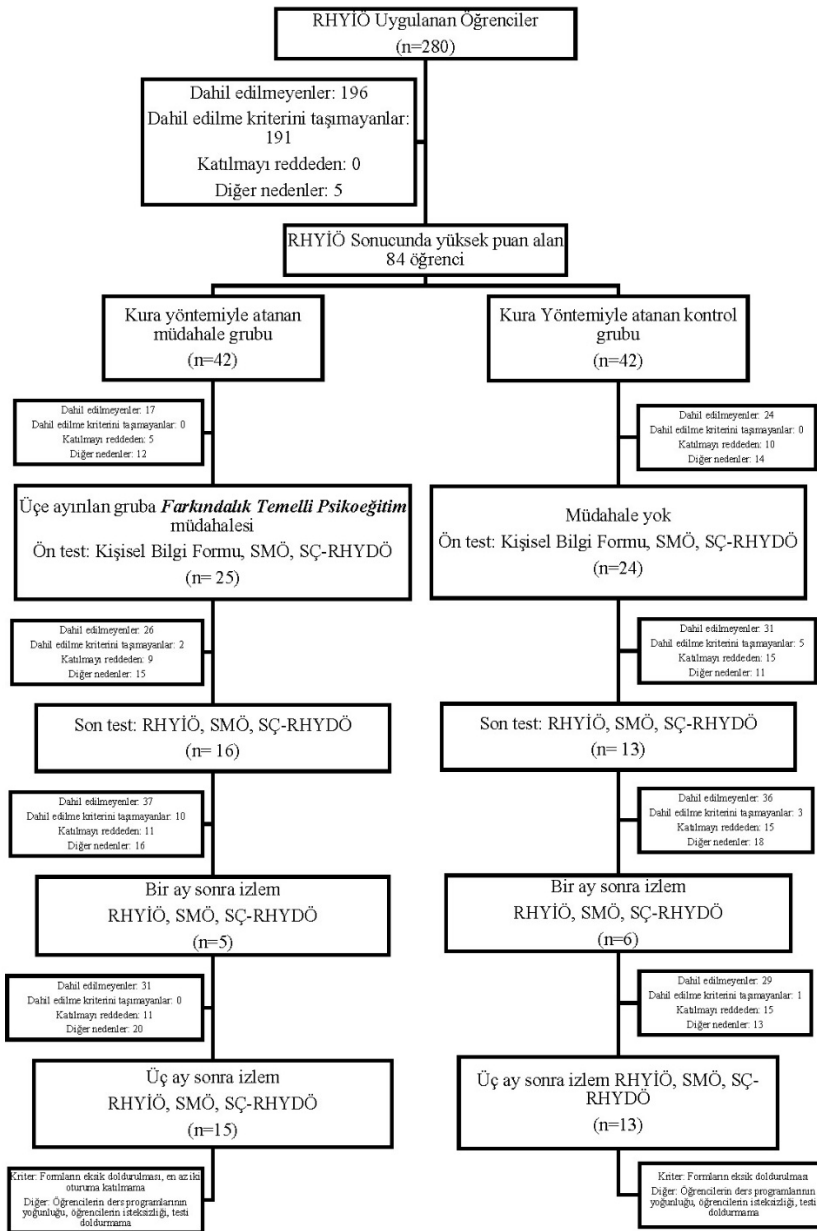 RHYİÖ Uygulanan Öğrenciler
(n=280)
Dahil edilmeyenler: 196
Dahil edilme kriterini taşımayanlar:
191
Katılmayı reddeden: 0
Diğer nedenler: 5
RHYİÖ Sonucunda yüksek puan alan
84 öğrenci
Kura yöntemiyle atanan
müdahale grubu
(n=42)
Kura Yöntemiyle atanan kontrol
grubu
(n=42)
Dahil edilmeyenler: 17
Dahil edilme kriterini taşımayanlar: 0
Katılmayı reddeden: 5
Diğer nedenler: 12
Dahil edilmeyenler: 24
Dahil edilme kriterini taşımayanlar: 0
Katılmayı reddeden: 10
Diğer nedenler: 14
Üçe ayırılan gruba Farkındalık Temelli Psikoeğitim
müdahalesi
Ön test: Kişisel Bilgi Formu, SMÖ, SÇ-RHYDÖ
(n= 25)
Müdahale yok
Ön test: Kişisel Bilgi Formu, SMÖ, SÇ-RHYDÖ
(n=24)
Dahil edilmeyenler: 26
Dahil edilme kriterini taşımayanlar: 2
Katılmayı reddeden: 9
Diğer nedenler: 15
Dahil edilmeyenler: 31
Dahil edilme kriterini taşımayanlar: 5
Katılmayı reddeden: 15
Diğer nedenler: 11
Son test: RHYİÖ, SMÖ, SÇ-RHYDÖ
(n= 16)
Son test: RHYİÖ, SMÖ, SÇ-RHYDÖ
(n= 13)
Dahil edilmeyenler: 37
Dahil edilme kriterini taşımayanlar: 10
Katılmayı reddeden: 11
Diğer nedenler: 16
Dahil edilmeyenler: 36
Dahil edilme kriterini taşımayanlar: 3
Katılmayı reddeden: 15
Diğer nedenler: 18
Bir ay sonra izlem
RHYİÖ, SMÖ, SÇ-RHYDÖ
(n=5)
Bir ay sonra izlem
RHYİÖ, SMÖ, SÇ-RHYDÖ
(n=6)
Dahil edilmeyenler: 31
Dahil edilme kriterini taşımayanlar: 0
Katılmayı reddeden: 11
Diğer nedenler: 20
Dahil edilmeyenler: 29
Dahil edilme kriterini taşımayanlar: 1
Katılmayı reddeden: 15
Diğer nedenler: 13
Üç ay sonra izlem
RHYİÖ, SMÖ, SÇ-RHYDÖ
(n=15)
Üç ay sonra izlem RHYİÖ, SMÖ, SÇ-
RHYDÖ
(n=13)
Kriter: Formların eksik doldurulması, en az iki
oturuma katılmama
Diğer: Öğrencilerin ders programlarının
yoğunluğu, öğrencilerin isteksizliği, testi
doldurmama
Kriter: Formların eksik doldurulması
Diğer: Öğrencilerin ders programlarının
yoğunluğu, öğrencilerin isteksizliği, testi
doldurmama